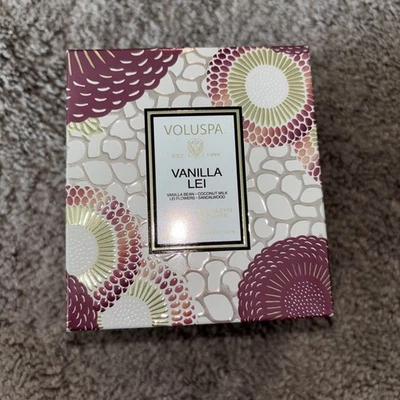 VOLUSPA
VANILLA
LEI
VANILLA BEAN • COCONUT MILK
LEI FLOWERS • SANDALWOOD